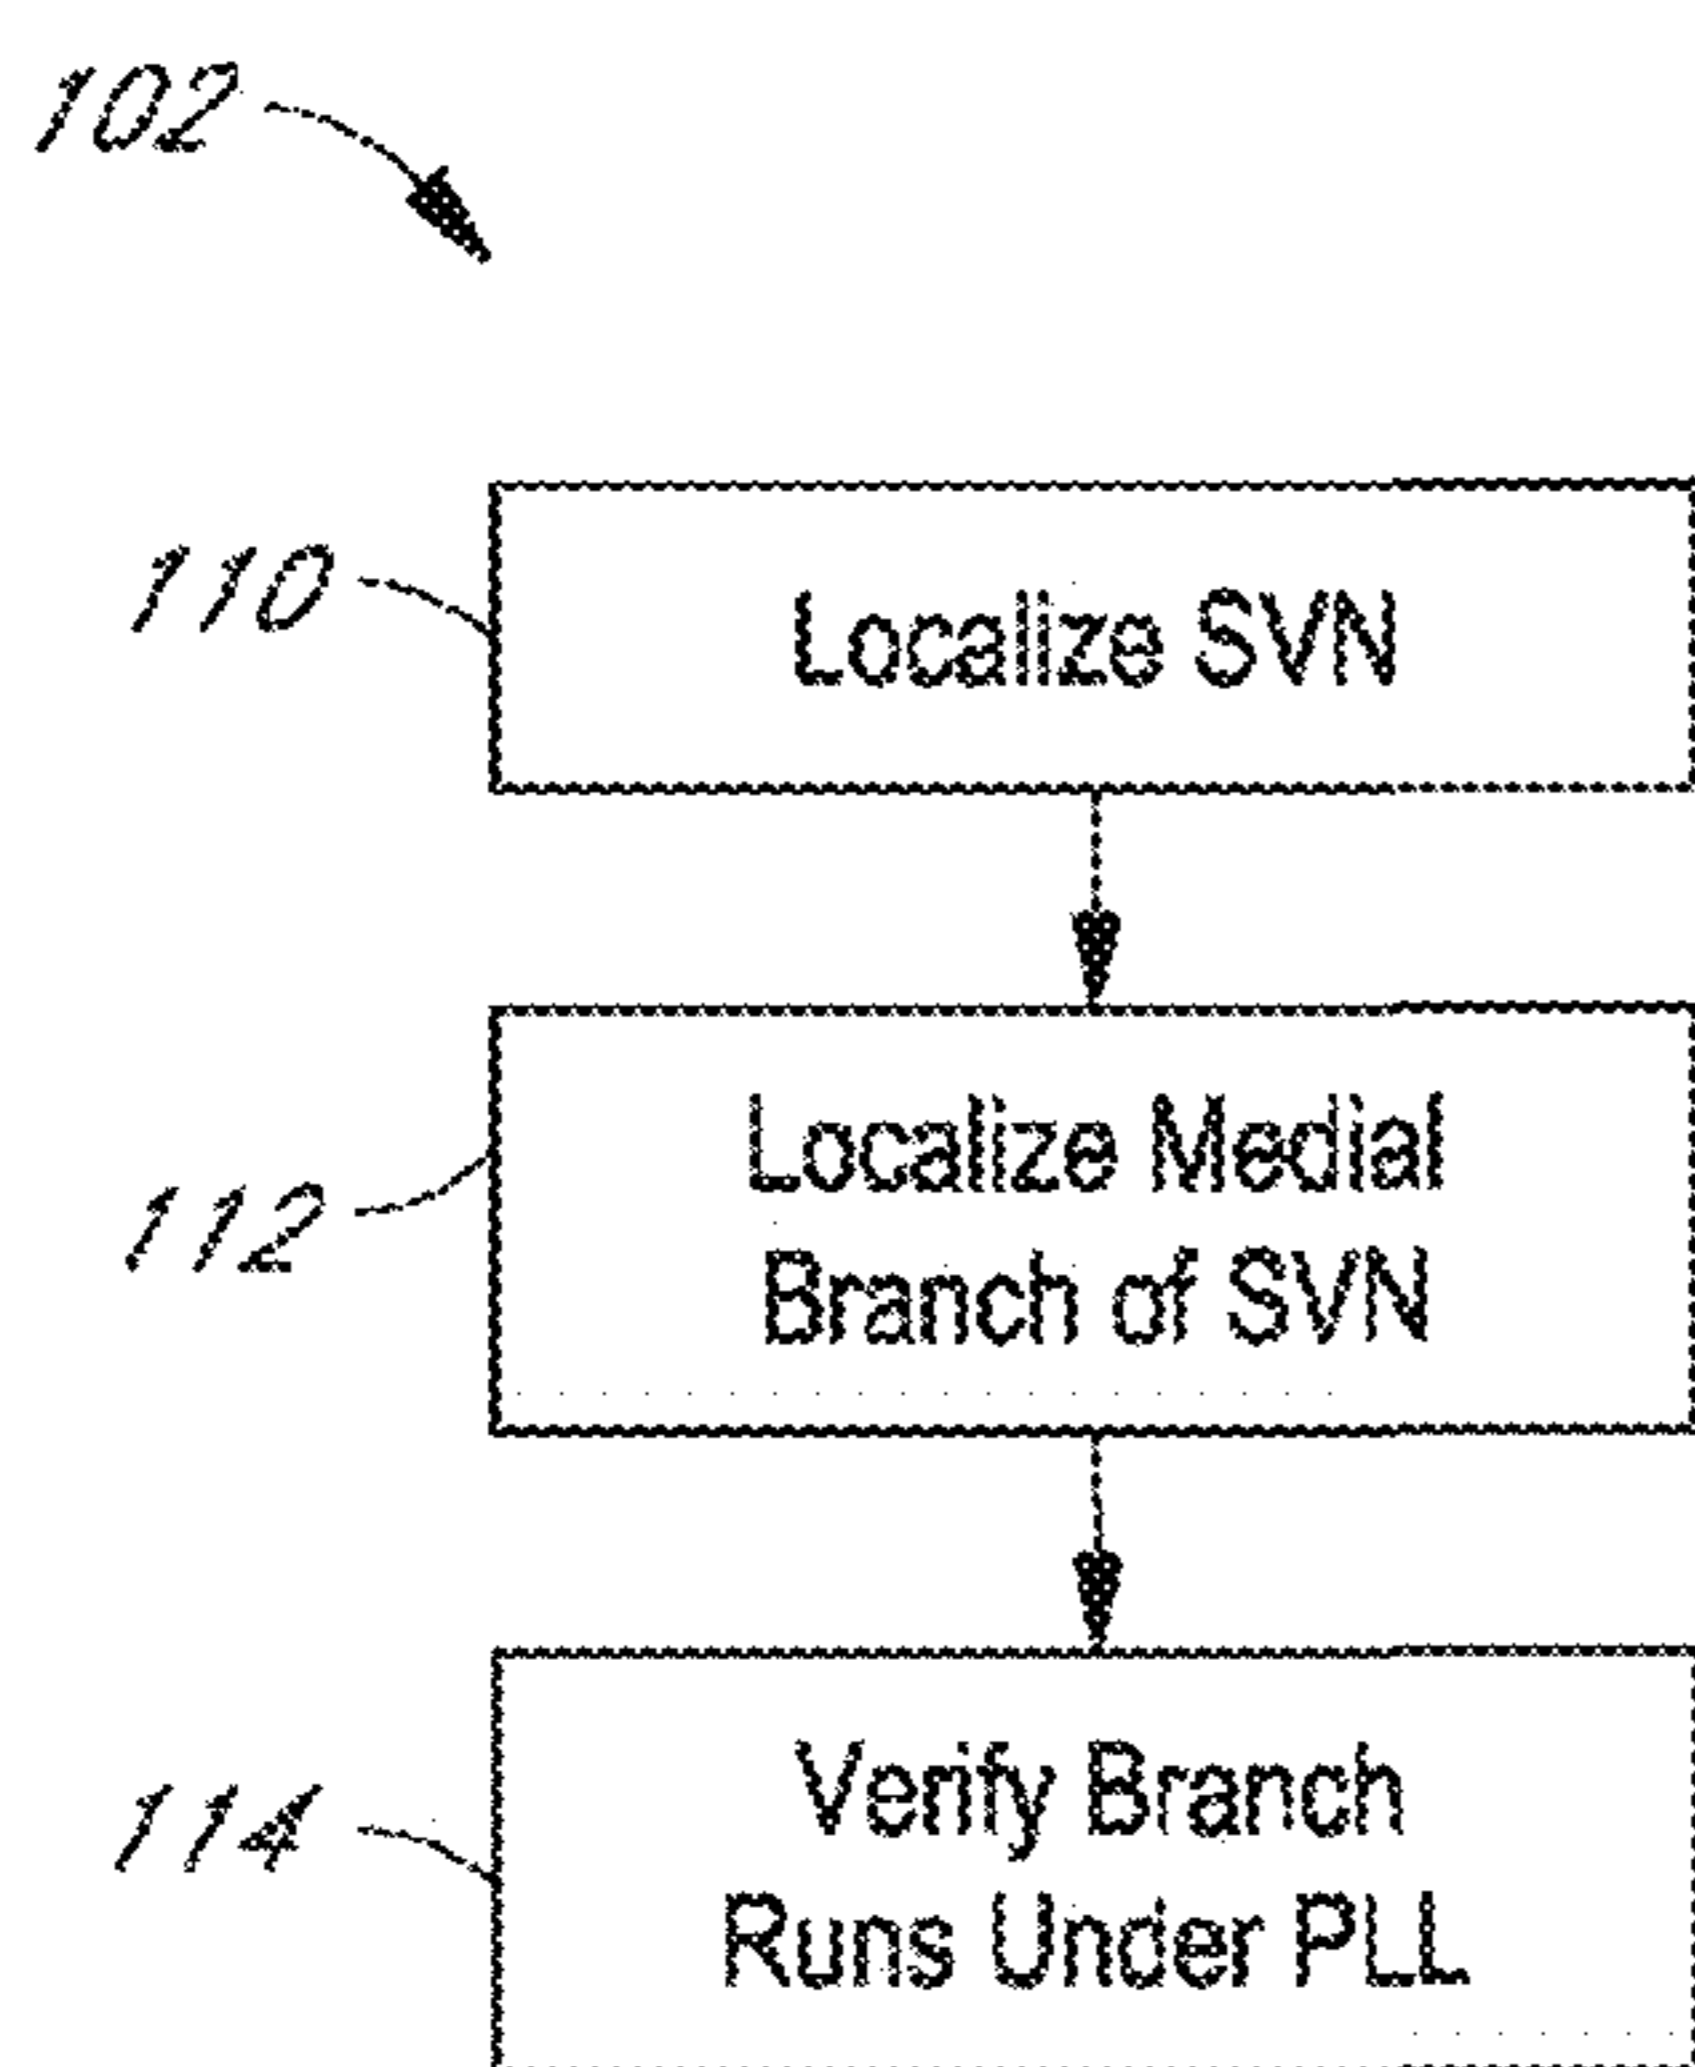 102
110
Localize SVN
112
Localize Medial
Branch of SVN
114
Verify Branch
Runs Under PLL